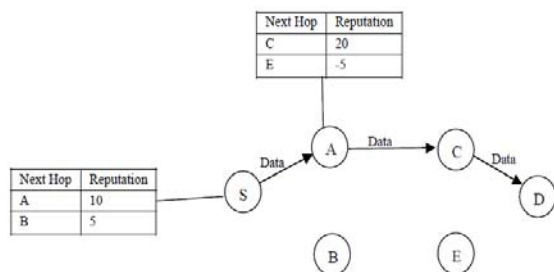 Next Hop Reputation
C 20
E -5
A
Data
C
Data
Data
S
D
Next Hop Reputation
A 10
B 5
B
E